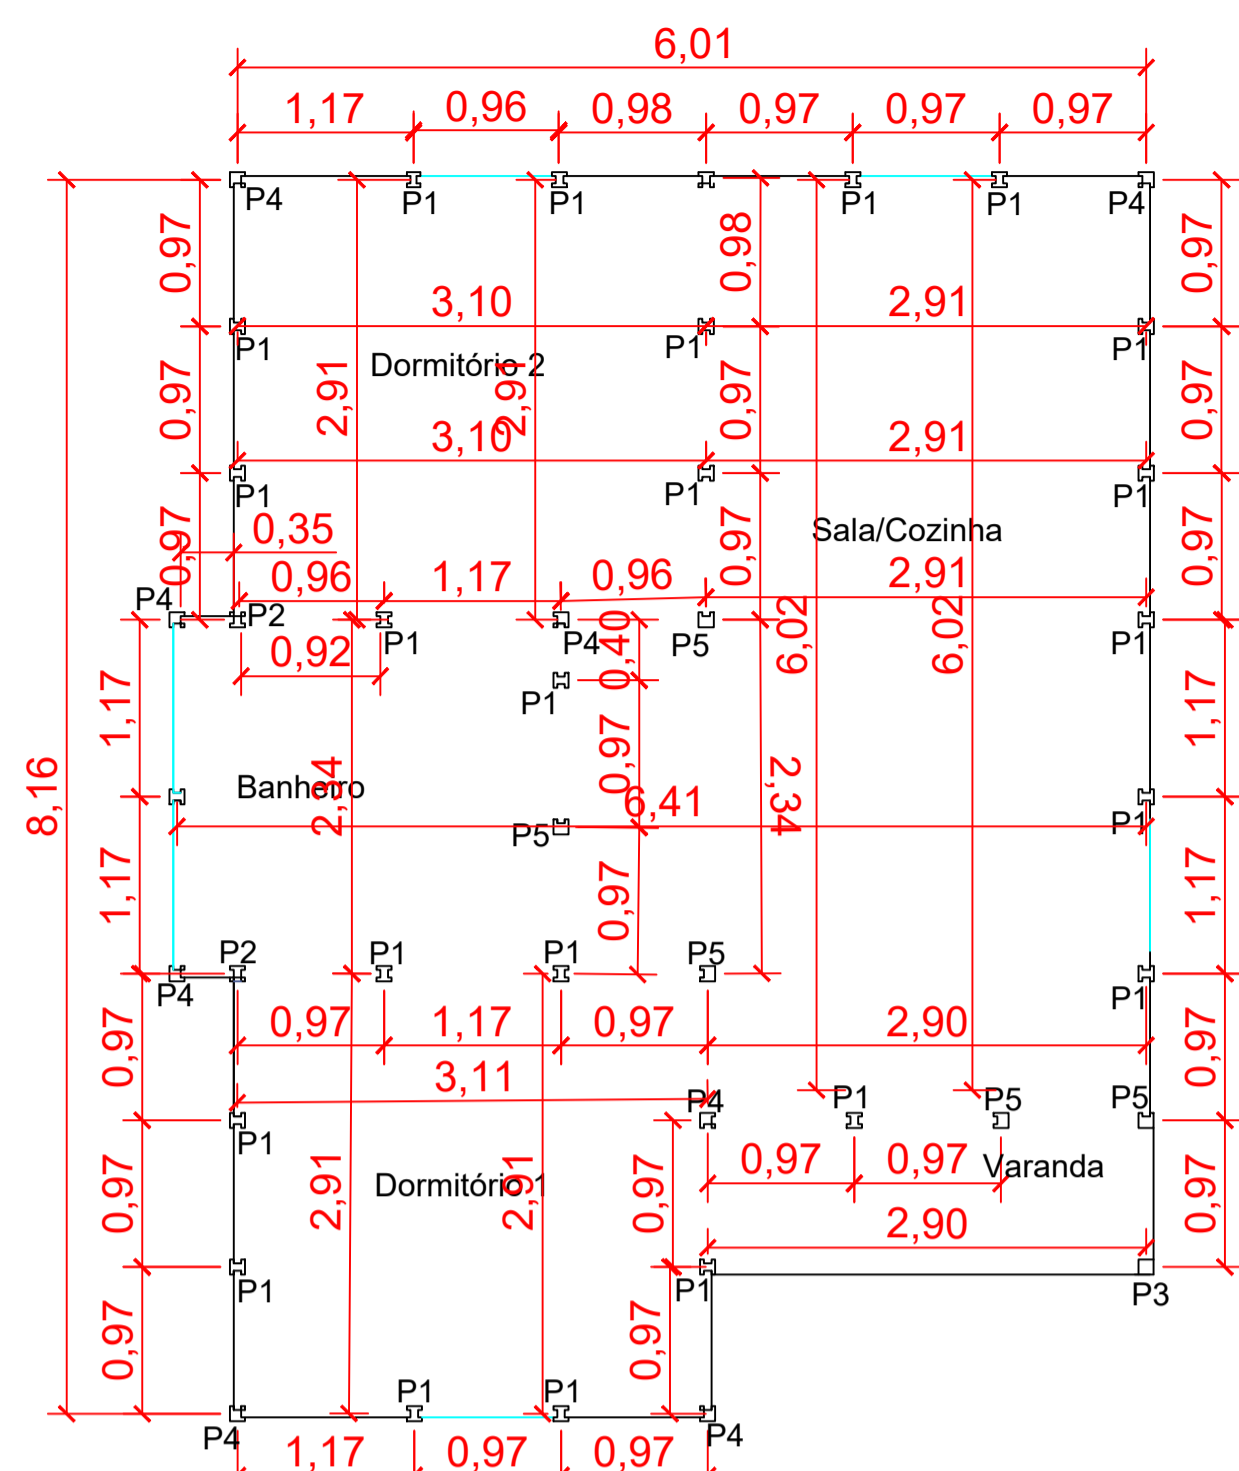 6,01
1,17 0,96 0,98 0,97 0,97 0,97
P4 P1 P1 P1 P1 P4
0,97 0,98 0,97
3,10 2,91
P1 P1 P1
Dormitório 2
0,97 2,91 2,91 0,97 0,97
3,10 2,91
P1 P1 P1
0,97 0,35 Sala/Cozinha 0,97 0,97
0,96 1,17 0,96 2,91
P4 P2 P1 P4 P5 P1
0,92 0,40 6,02 6,02
P1
1,17 0,97 1,17
8,16 Banheiro 2,34 6,41 2,34
P5 P1
1,17 0,97 1,17
P2 P1 P1 P5
P4 P1
0,97 0,97 1,17 0,97 2,90 0,97
3,11
P4 P1 P5 P5
P1
0,97 0,97 Varanda
Dormitório 1
0,97 2,91 2,91 0,97 0,97
2,90
P1 P1 P3
0,97 0,97
P1 P1
P4 P4
1,17 0,97 0,97